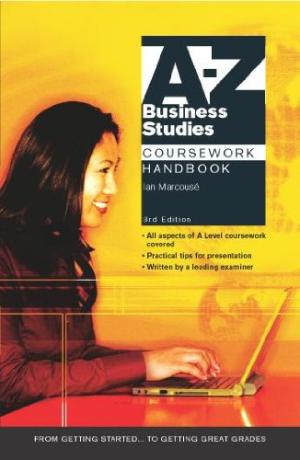 A-Z
Business
Studies
COURSEWORK
HANDBOOK
Ian Marcousé
3rd Edition
• All aspects of A Level coursework
covered
• Practical tips for presentation
• Written by a leading examiner
FROM GETTING STARTED... TO GETTING GREAT GRADES